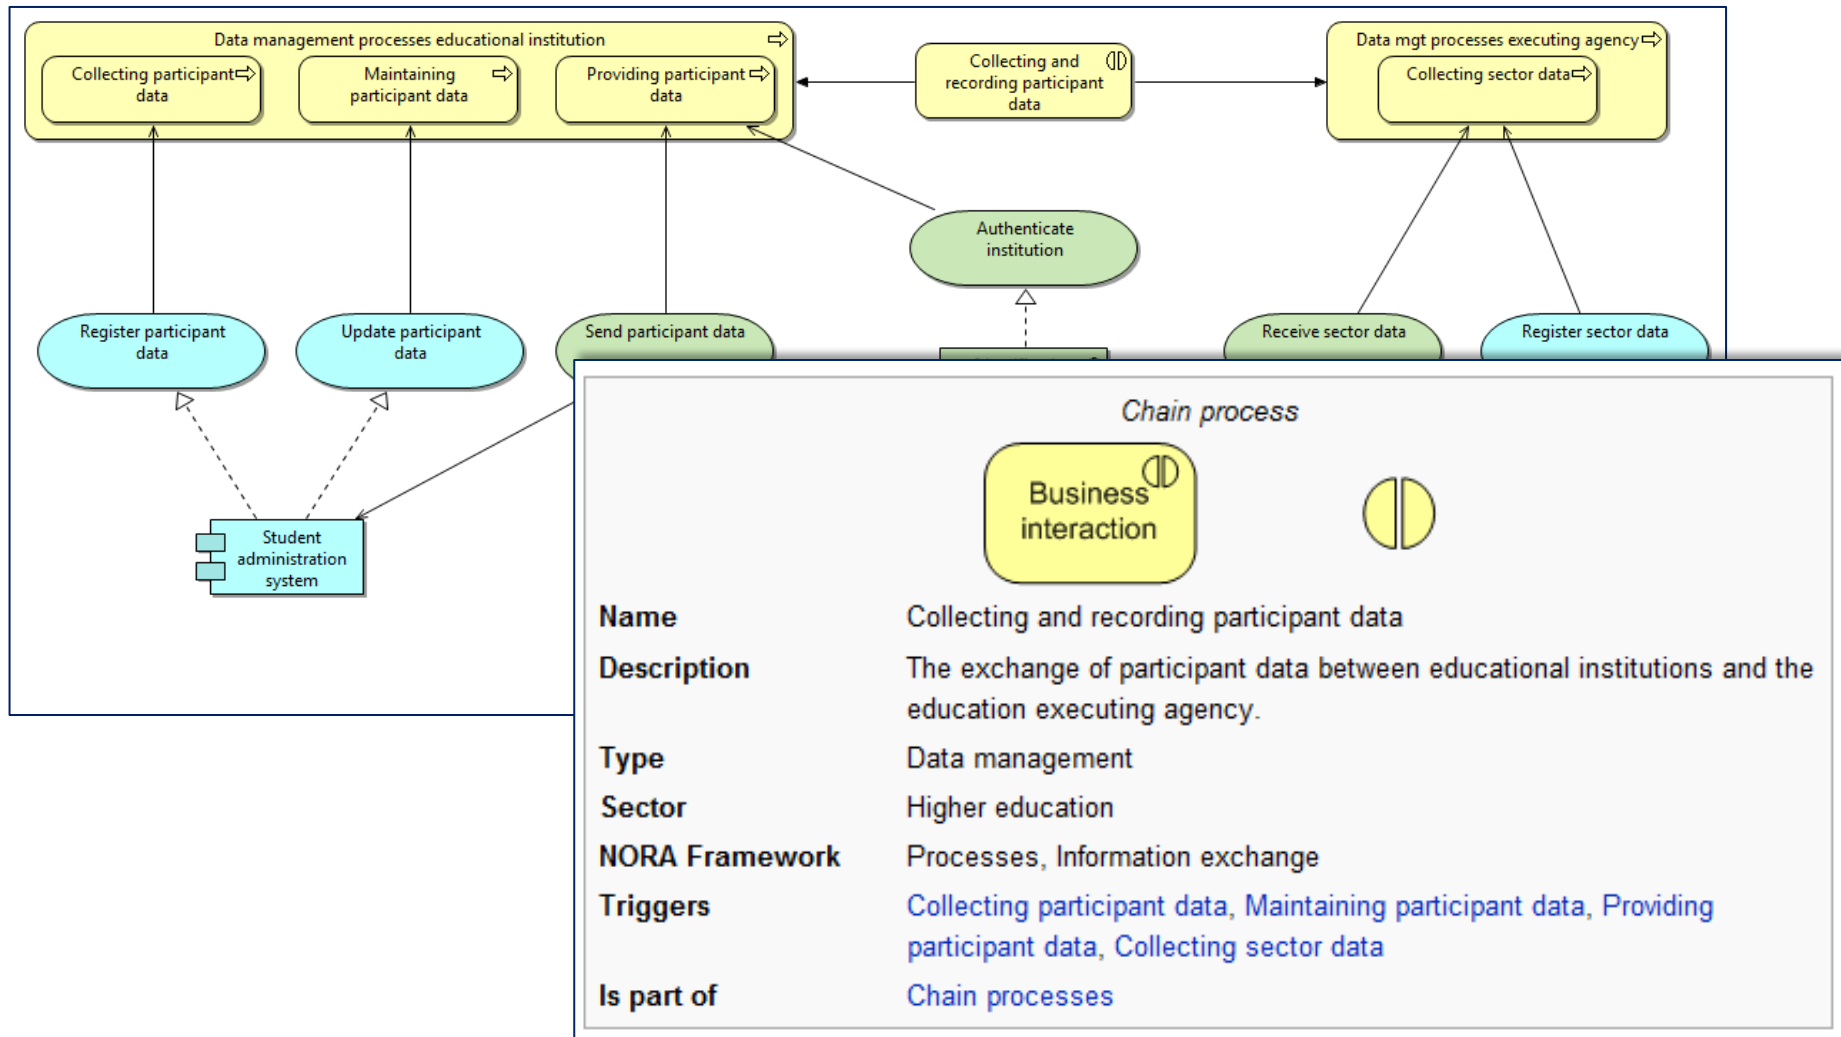 Data management processes educational institution
Collecting participant
data
Maintaining
participant data
Providing participant
data
Collecting and
recording participant
data
Data mgt processes executing agency
Collecting sector data
Authenticate
institution
Register participant
data
Update participant
data
Send participant data
Receive sector data
Register sector data
Student
administration
system
Chain process
Business
interaction
Name
Collecting and recording participant data
Description
The exchange of participant data between educational institutions and the
education executing agency.
Type
Data management
Sector
Higher education
NORA Framework
Processes, Information exchange
Triggers
Collecting participant data, Maintaining participant data, Providing
participant data, Collecting sector data
Is part of
Chain processes